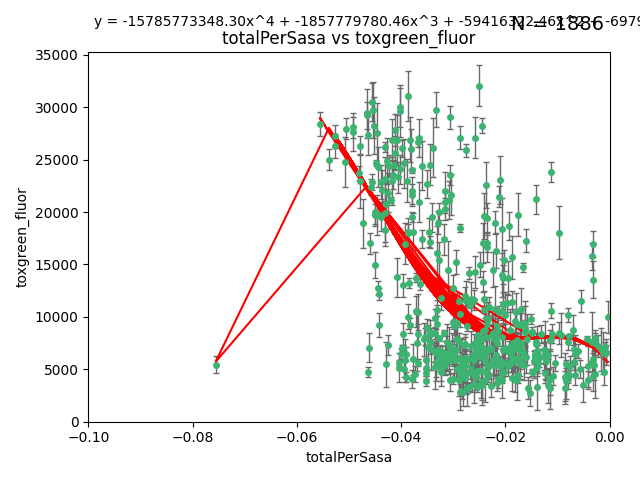 y = -15785773348.30x^4 + -1857779780.46x^3 +
N = 1886
totalPerSasa vs toxgreen_fluor
35000
30000
25000
20000
15000
10000
5000
0
toxgreen_fluor
−0.10
−0.08
−0.06
−0.04
−0.02
0.00
totalPerSasa